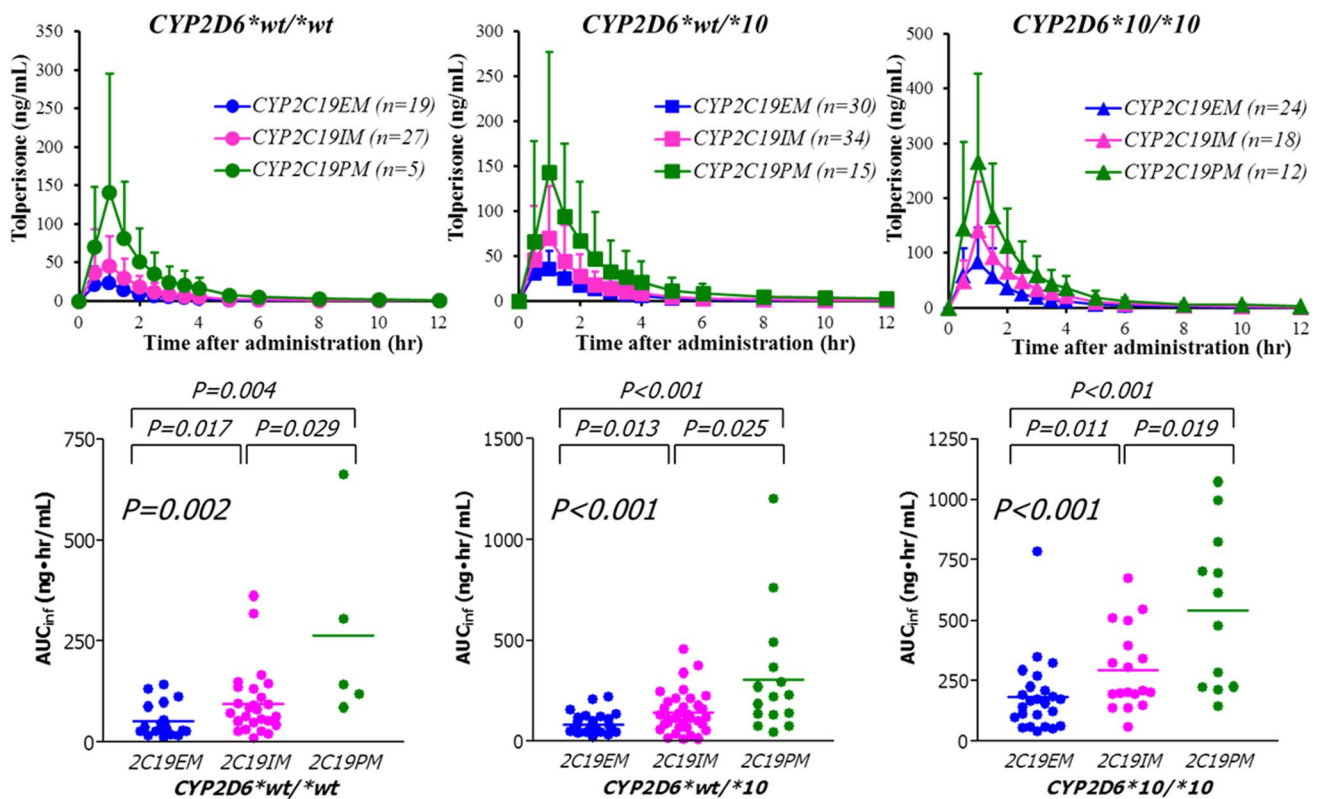 CYP2D6*wt/*wt
350
300
250
200
150
100
50
0
Tolperisone (ng/mL)
CYP2C19EM (n=19)
CYP2C19IM (n=27)
CYP2C19PM (n=5)
0 2 4 6 8 10 12
Time after administration (hr)
CYP2D6*wt/*10
300
250
200
150
100
50
0
Tolperisone (ng/mL)
CYP2C19EM (n=30)
CYP2C19IM (n=34)
CYP2C19PM (n=15)
0 2 4 6 8 10 12
Time after administration (hr)
CYP2D6*10/*10
500
400
300
200
100
0
Tolperisone (ng/mL)
CYP2C19EM (n=24)
CYP2C19IM (n=18)
CYP2C19PM (n=12)
0 2 4 6 8 10 12
Time after administration (hr)
P=0.004
P=0.017 P=0.029
P=0.002
750
500
250
0
AUCinf (ng•hr/mL)
2C19EM 2C19IM 2C19PM
CYP2D6*wt/*wt
P<0.001
P=0.013 P=0.025
P<0.001
1500
1000
500
0
AUCinf (ng•hr/mL)
2C19EM 2C19IM 2C19PM
CYP2D6*wt/*10
P<0.001
P=0.011 P=0.019
P<0.001
1250
1000
750
500
250
0
AUCinf (ng•hr/mL)
2C19EM 2C19IM 2C19PM
CYP2D6*10/*10